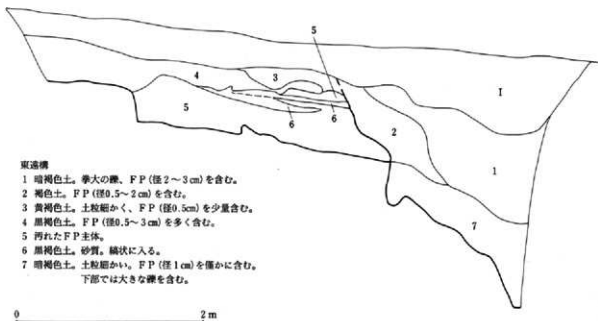 5
4
3
I
5
6
6
2
1
7
東遺構
1 暗褐色土。拳大の礫、FP(径2~3cm)を含む。
2 褐色土。FP(径0.5~2cm)を含む。
3 黄褐色土。土粒細かく、FP(径0.5cm)を少量含む。
4 黒褐色土。FP(径0.5~3cm)を多く含む。
5 汚れたFP主体。
6 黒褐色土。砂質。縞状に入る。
7 暗褐色土。土粒細かい。FP(径1cm)を僅かに含む。
下部では大きな礫を含む。
0 2m